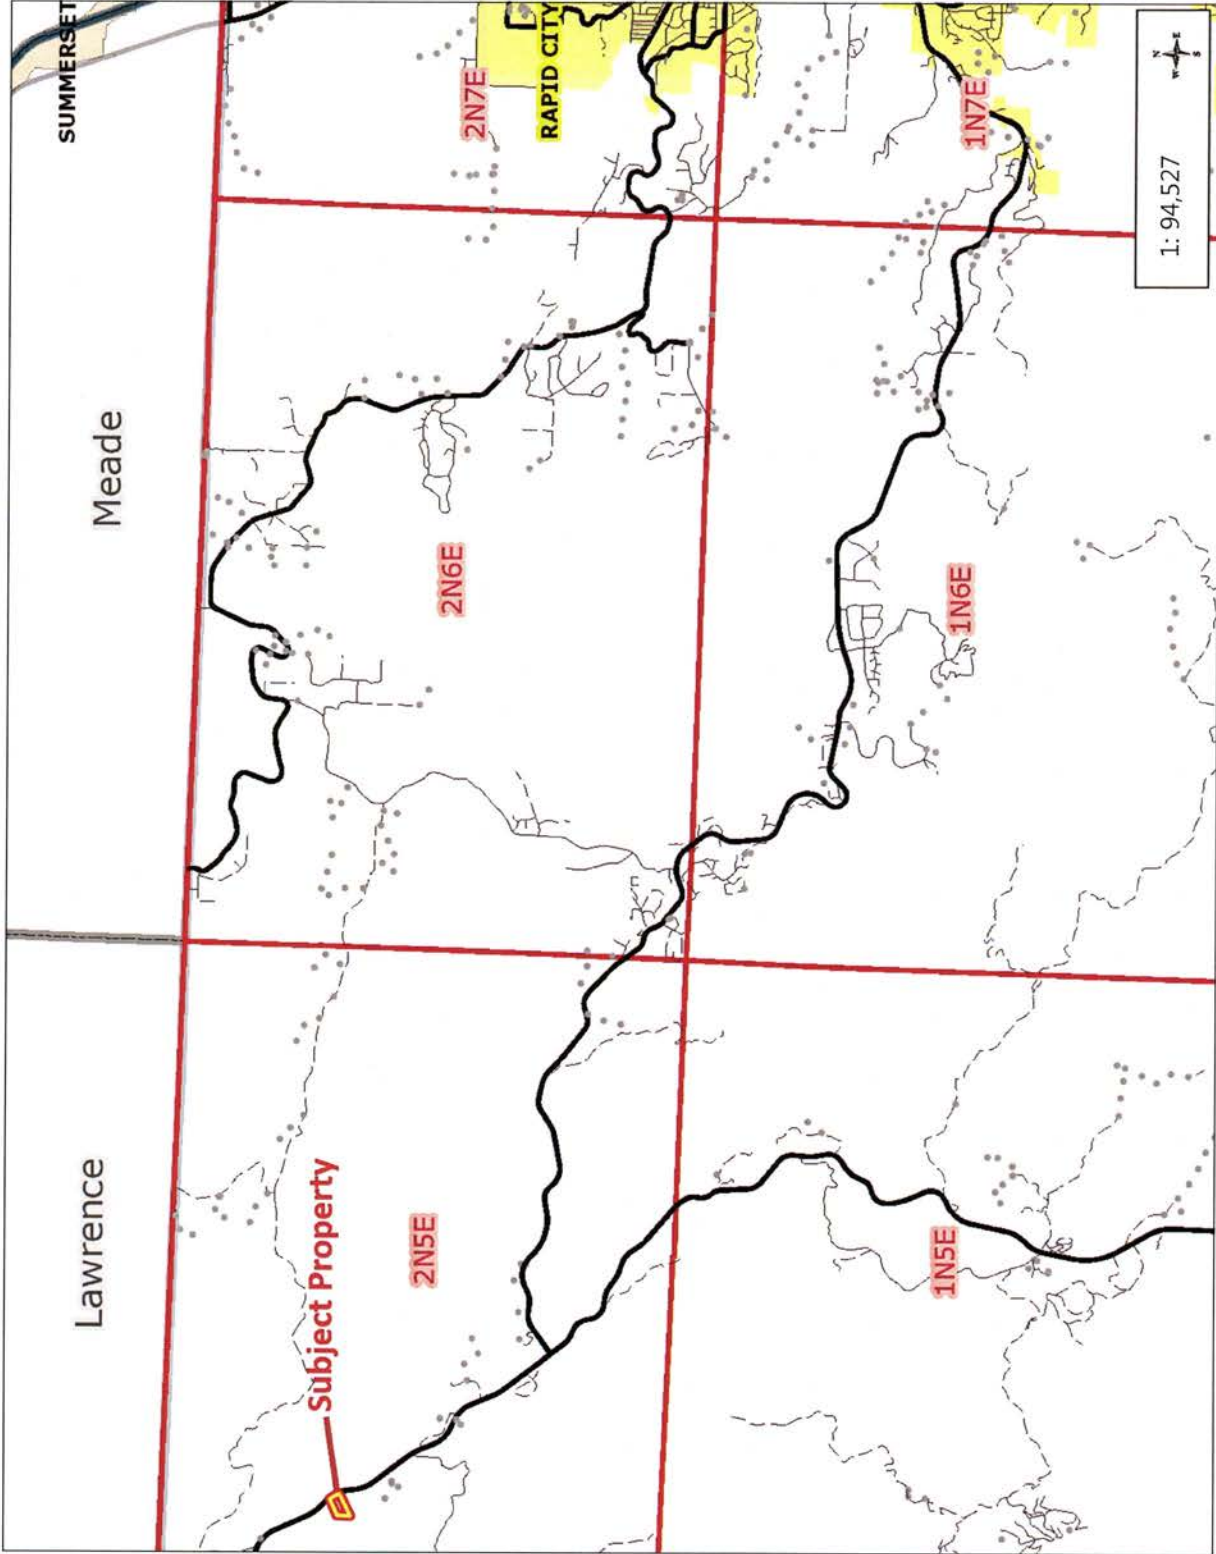 Lawrence
Meade
SUMMERSET
Subject Property
2N5E
2N6E
2N7E
RAPID CITY
1N5E
1N6E
1N7E
N
W E
S
1: 94,527